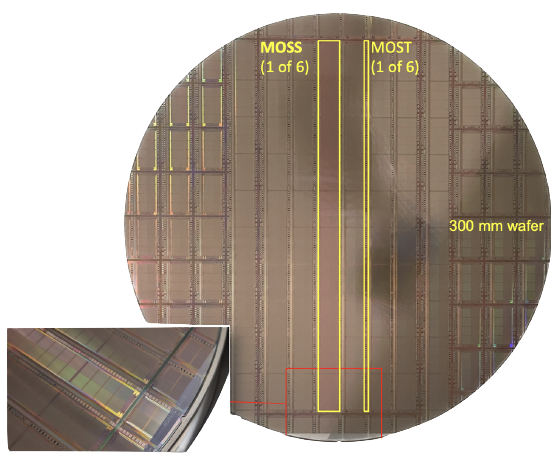 MOSS
(1 of 6)
MOST
(1 of 6)
300 mm wafer